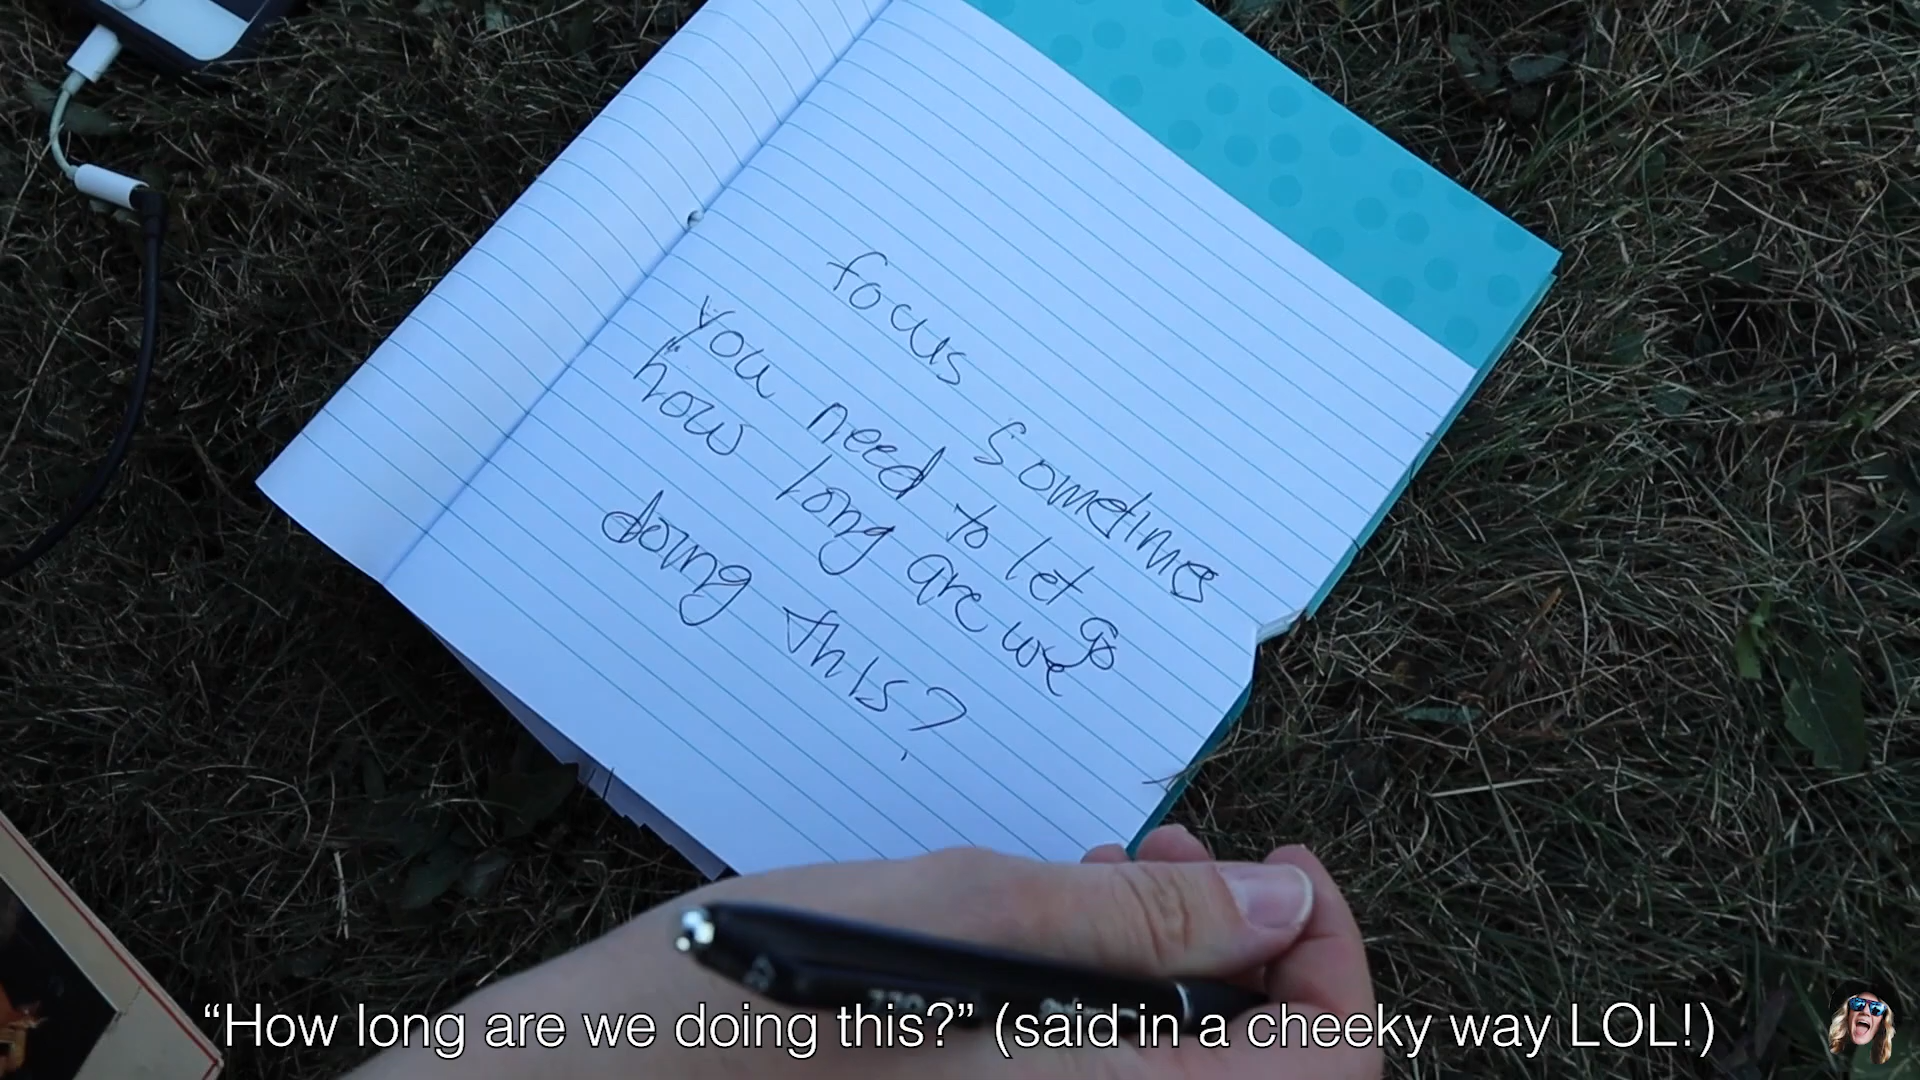 focus sometimes
you need to let go
how long are we
doing this?
“How long are we doing this?” (said in a cheeky way LOL!)